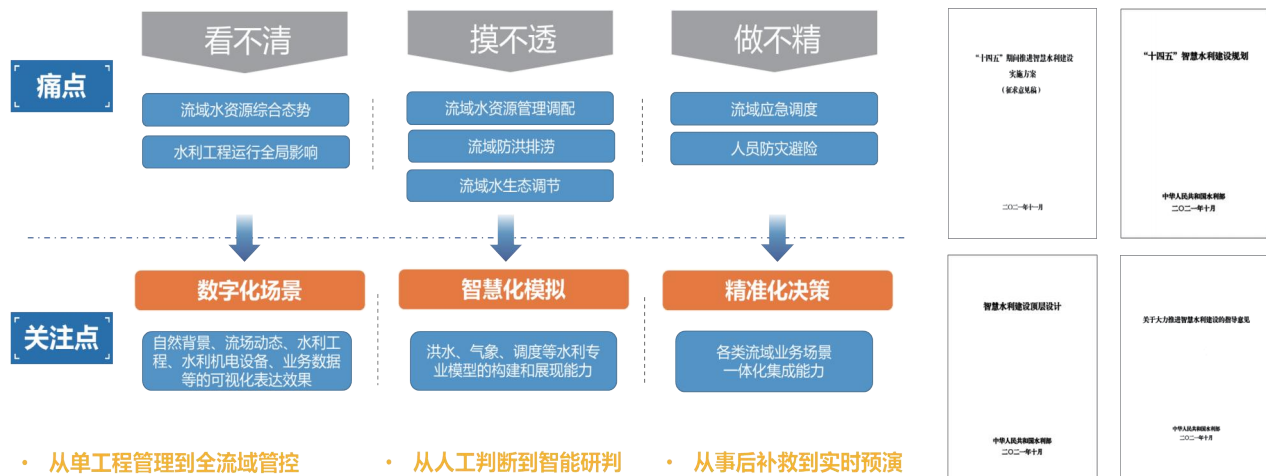 看不清
摸不透
做不精
痛点
流域水资源综合态势
水利工程运行全局影响
流域水资源管理调配
流域防洪排涝
流域水生态调节
流域应急调度
人员防灾避险
数字化场景
智慧化模拟
精准化决策
关注点
自然背景、流场动态、水利工
程、水利机电设备、业务数据
等的可视化表达效果
洪水、气象、调度等水利专
业模型的构建和展现能力
各类流域业务场景
一体化集成能力
• 从单工程管理到全流域管控
• 从人工判断到智能研判
• 从事后补救到实时预演
“十四五”期间推进智慧水利建设
实施方案
（征求意见稿）
二〇二一年十一月
“十四五”智慧水利建设规划
中华人民共和国水利部
二〇二一年十月
智慧水利建设顶层设计
中华人民共和国水利部
二〇二一年十月
关于大力推进智慧水利建设的指导意见
中华人民共和国水利部
二〇二一年十月